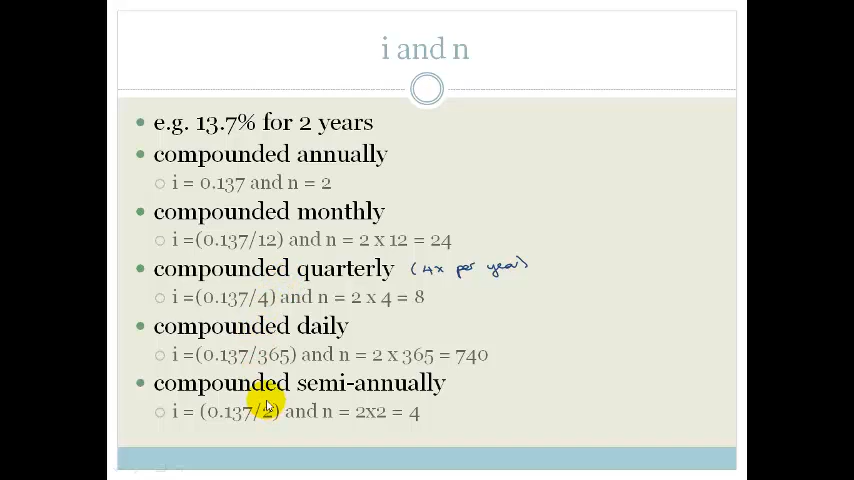 i and n
e.g. 13.7% for 2 years
compounded annually
i = 0.137 and n = 2
compounded monthly
i =(0.137/12) and n = 2 x 12 = 24
compounded quarterly (4x per year)
i =(0.137/4) and n = 2 x 4 = 8
compounded daily
i =(0.137/365) and n = 2 x 365 = 740
compounded semi-annually
i = (0.137/2) and n = 2x2 = 4